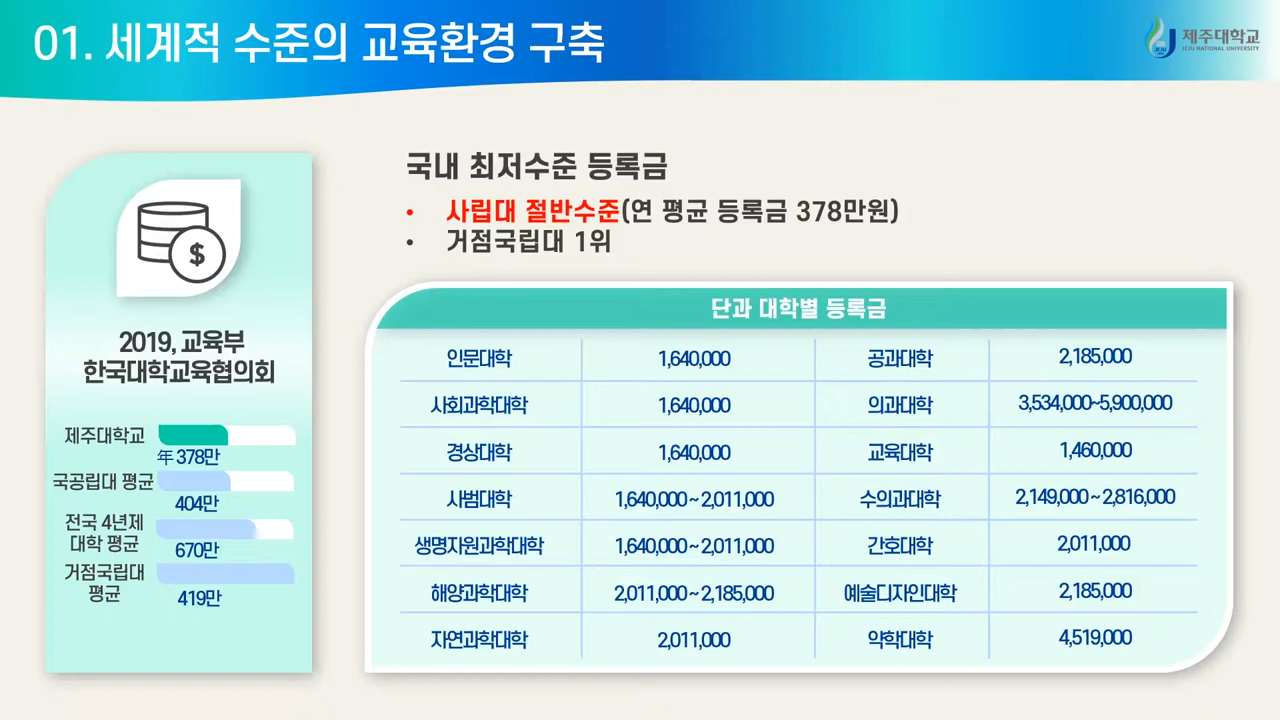 01. 세계적 수준의 교육환경 구축
제주대학교
JEJU NATIONAL UNIVERSITY
JEJU
$
2019, 교육부
한국대학교육협의회
제주대학교
年 378만
국공립대 평균
404만
전국 4년제
대학 평균
670만
거점국립대
평균
419만
국내 최저수준 등록금
• 사립대 절반수준(연 평균 등록금 378만원)
• 거점국립대 1위
단과 대학별 등록금
인문대학 1,640,000 공과대학 2,185,000
사회과학대학 1,640,000 의과대학 3,534,000~5,900,000
경상대학 1,640,000 교육대학 1,460,000
사범대학 1,640,000 ~ 2,011,000 수의과대학 2,149,000 ~ 2,816,000
생명자원과학대학 1,640,000 ~ 2,011,000 간호대학 2,011,000
해양과학대학 2,011,000 ~ 2,185,000 예술디자인대학 2,185,000
자연과학대학 2,011,000 약학대학 4,519,000